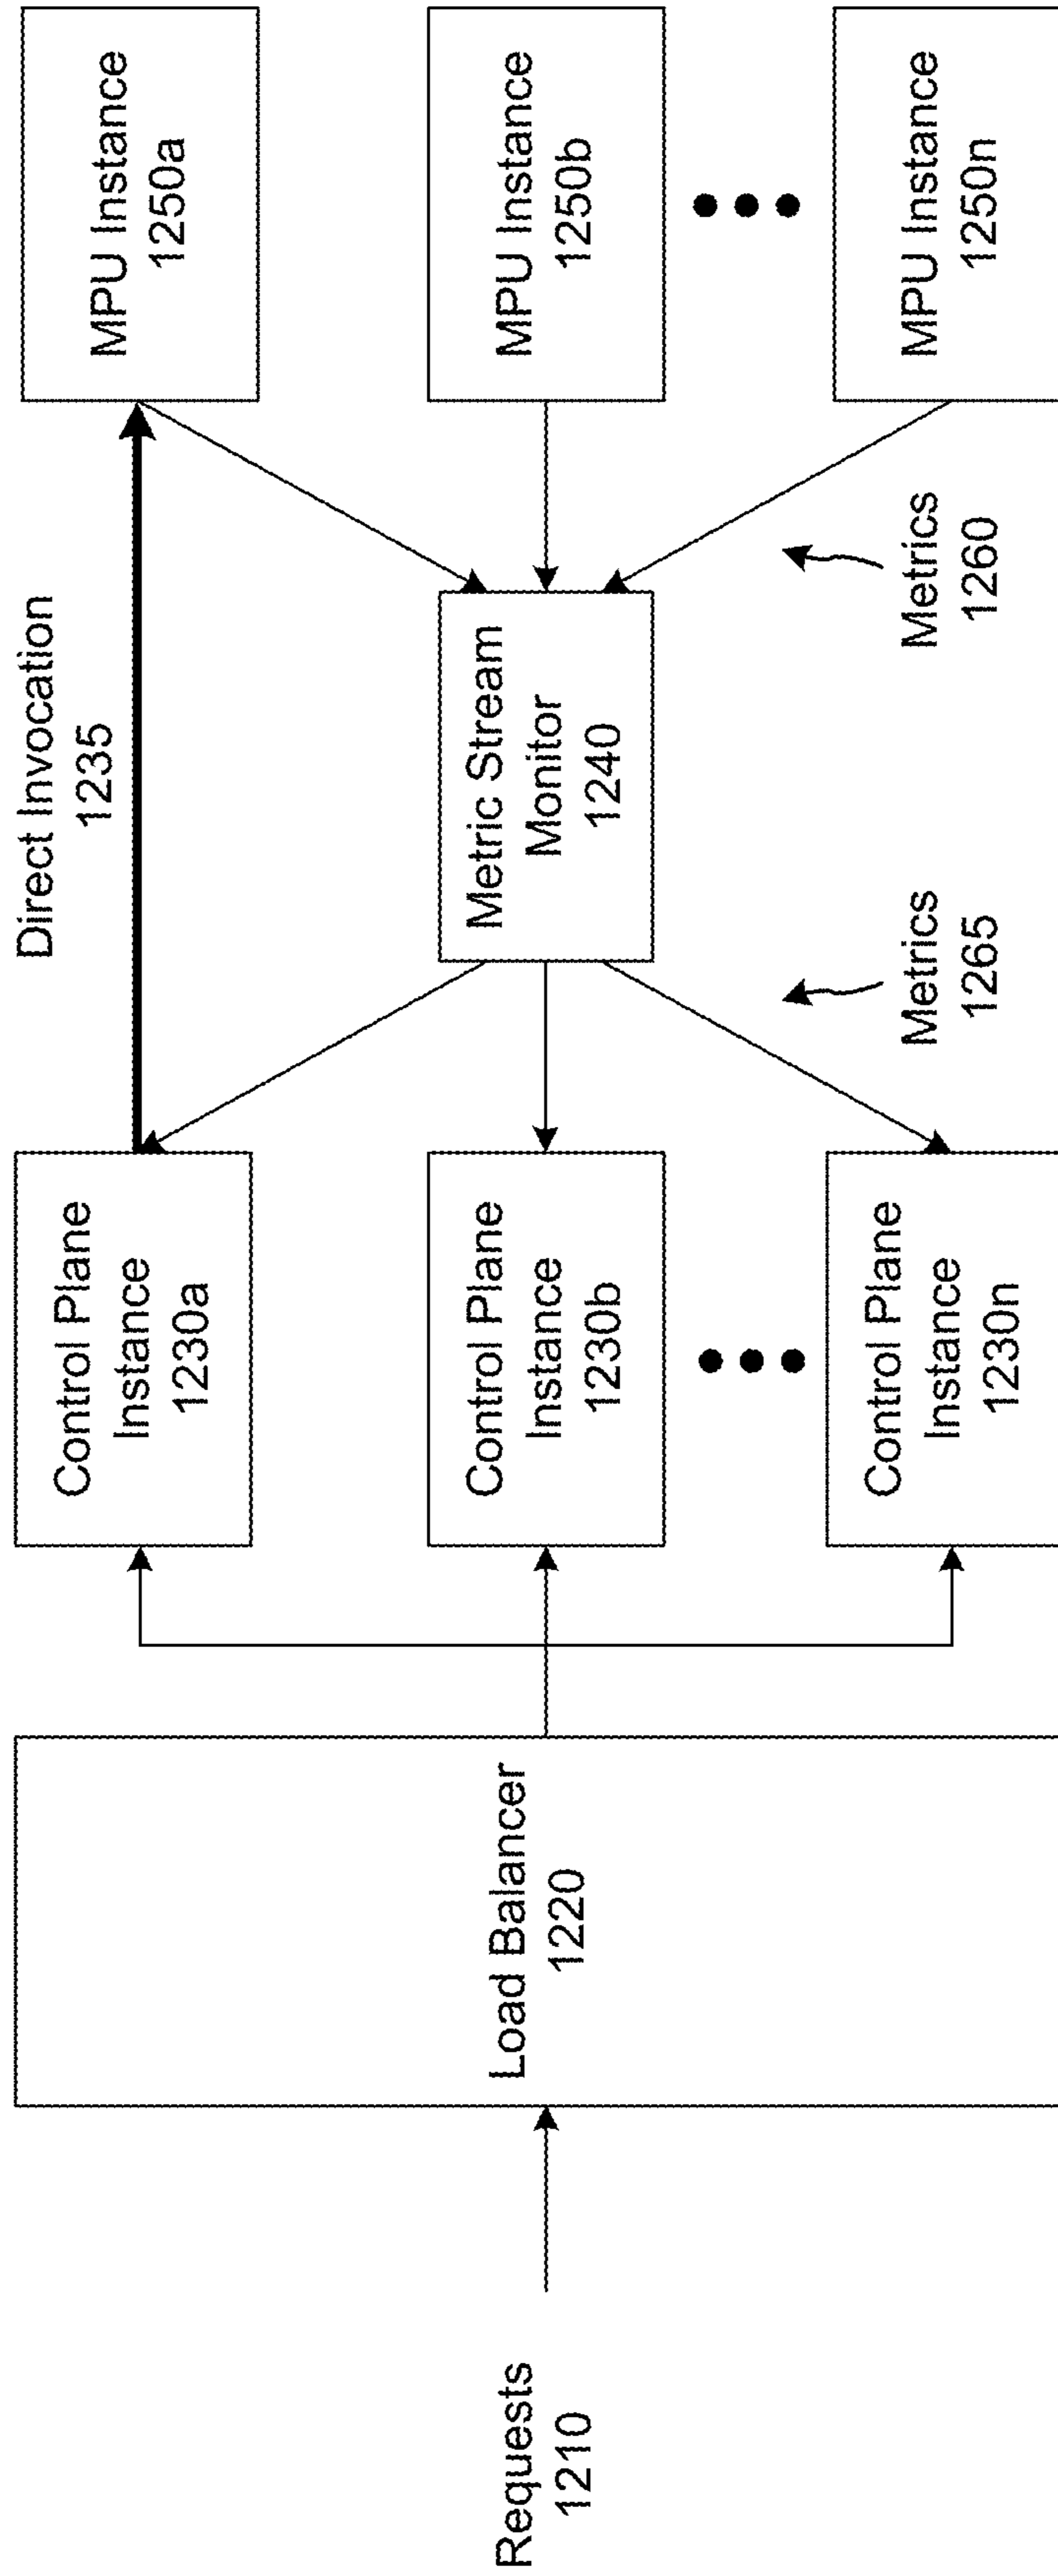 Requests
1210
Load Balancer
1220
Control Plane
Instance
1230a
Control Plane
Instance
1230b
Control Plane
Instance
1230n
Direct Invocation
1235
Metric Stream
Monitor
1240
Metrics
1265
Metrics
1260
MPU Instance
1250a
MPU Instance
1250b
MPU Instance
1250n